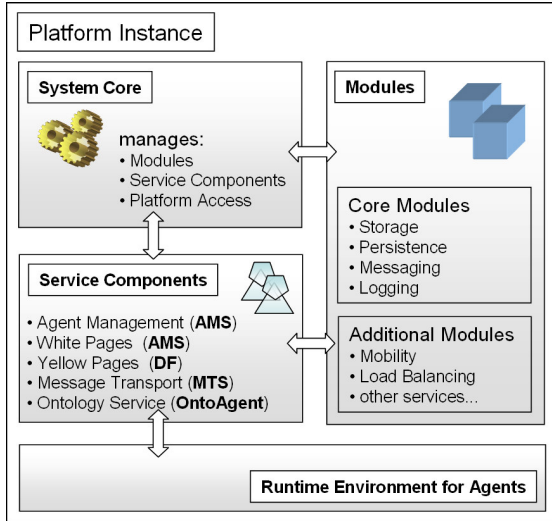 Platform Instance
System Core
manages:
• Modules
• Service Components
• Platform Access
Service Components
• Agent Management (AMS)
• White Pages (AMS)
• Yellow Pages (DF)
• Message Transport (MTS)
• Ontology Service (OntoAgent)
Modules
Core Modules
• Storage
• Persistence
• Messaging
• Logging
Additional Modules
• Mobility
• Load Balancing
• other services...
Runtime Environment for Agents